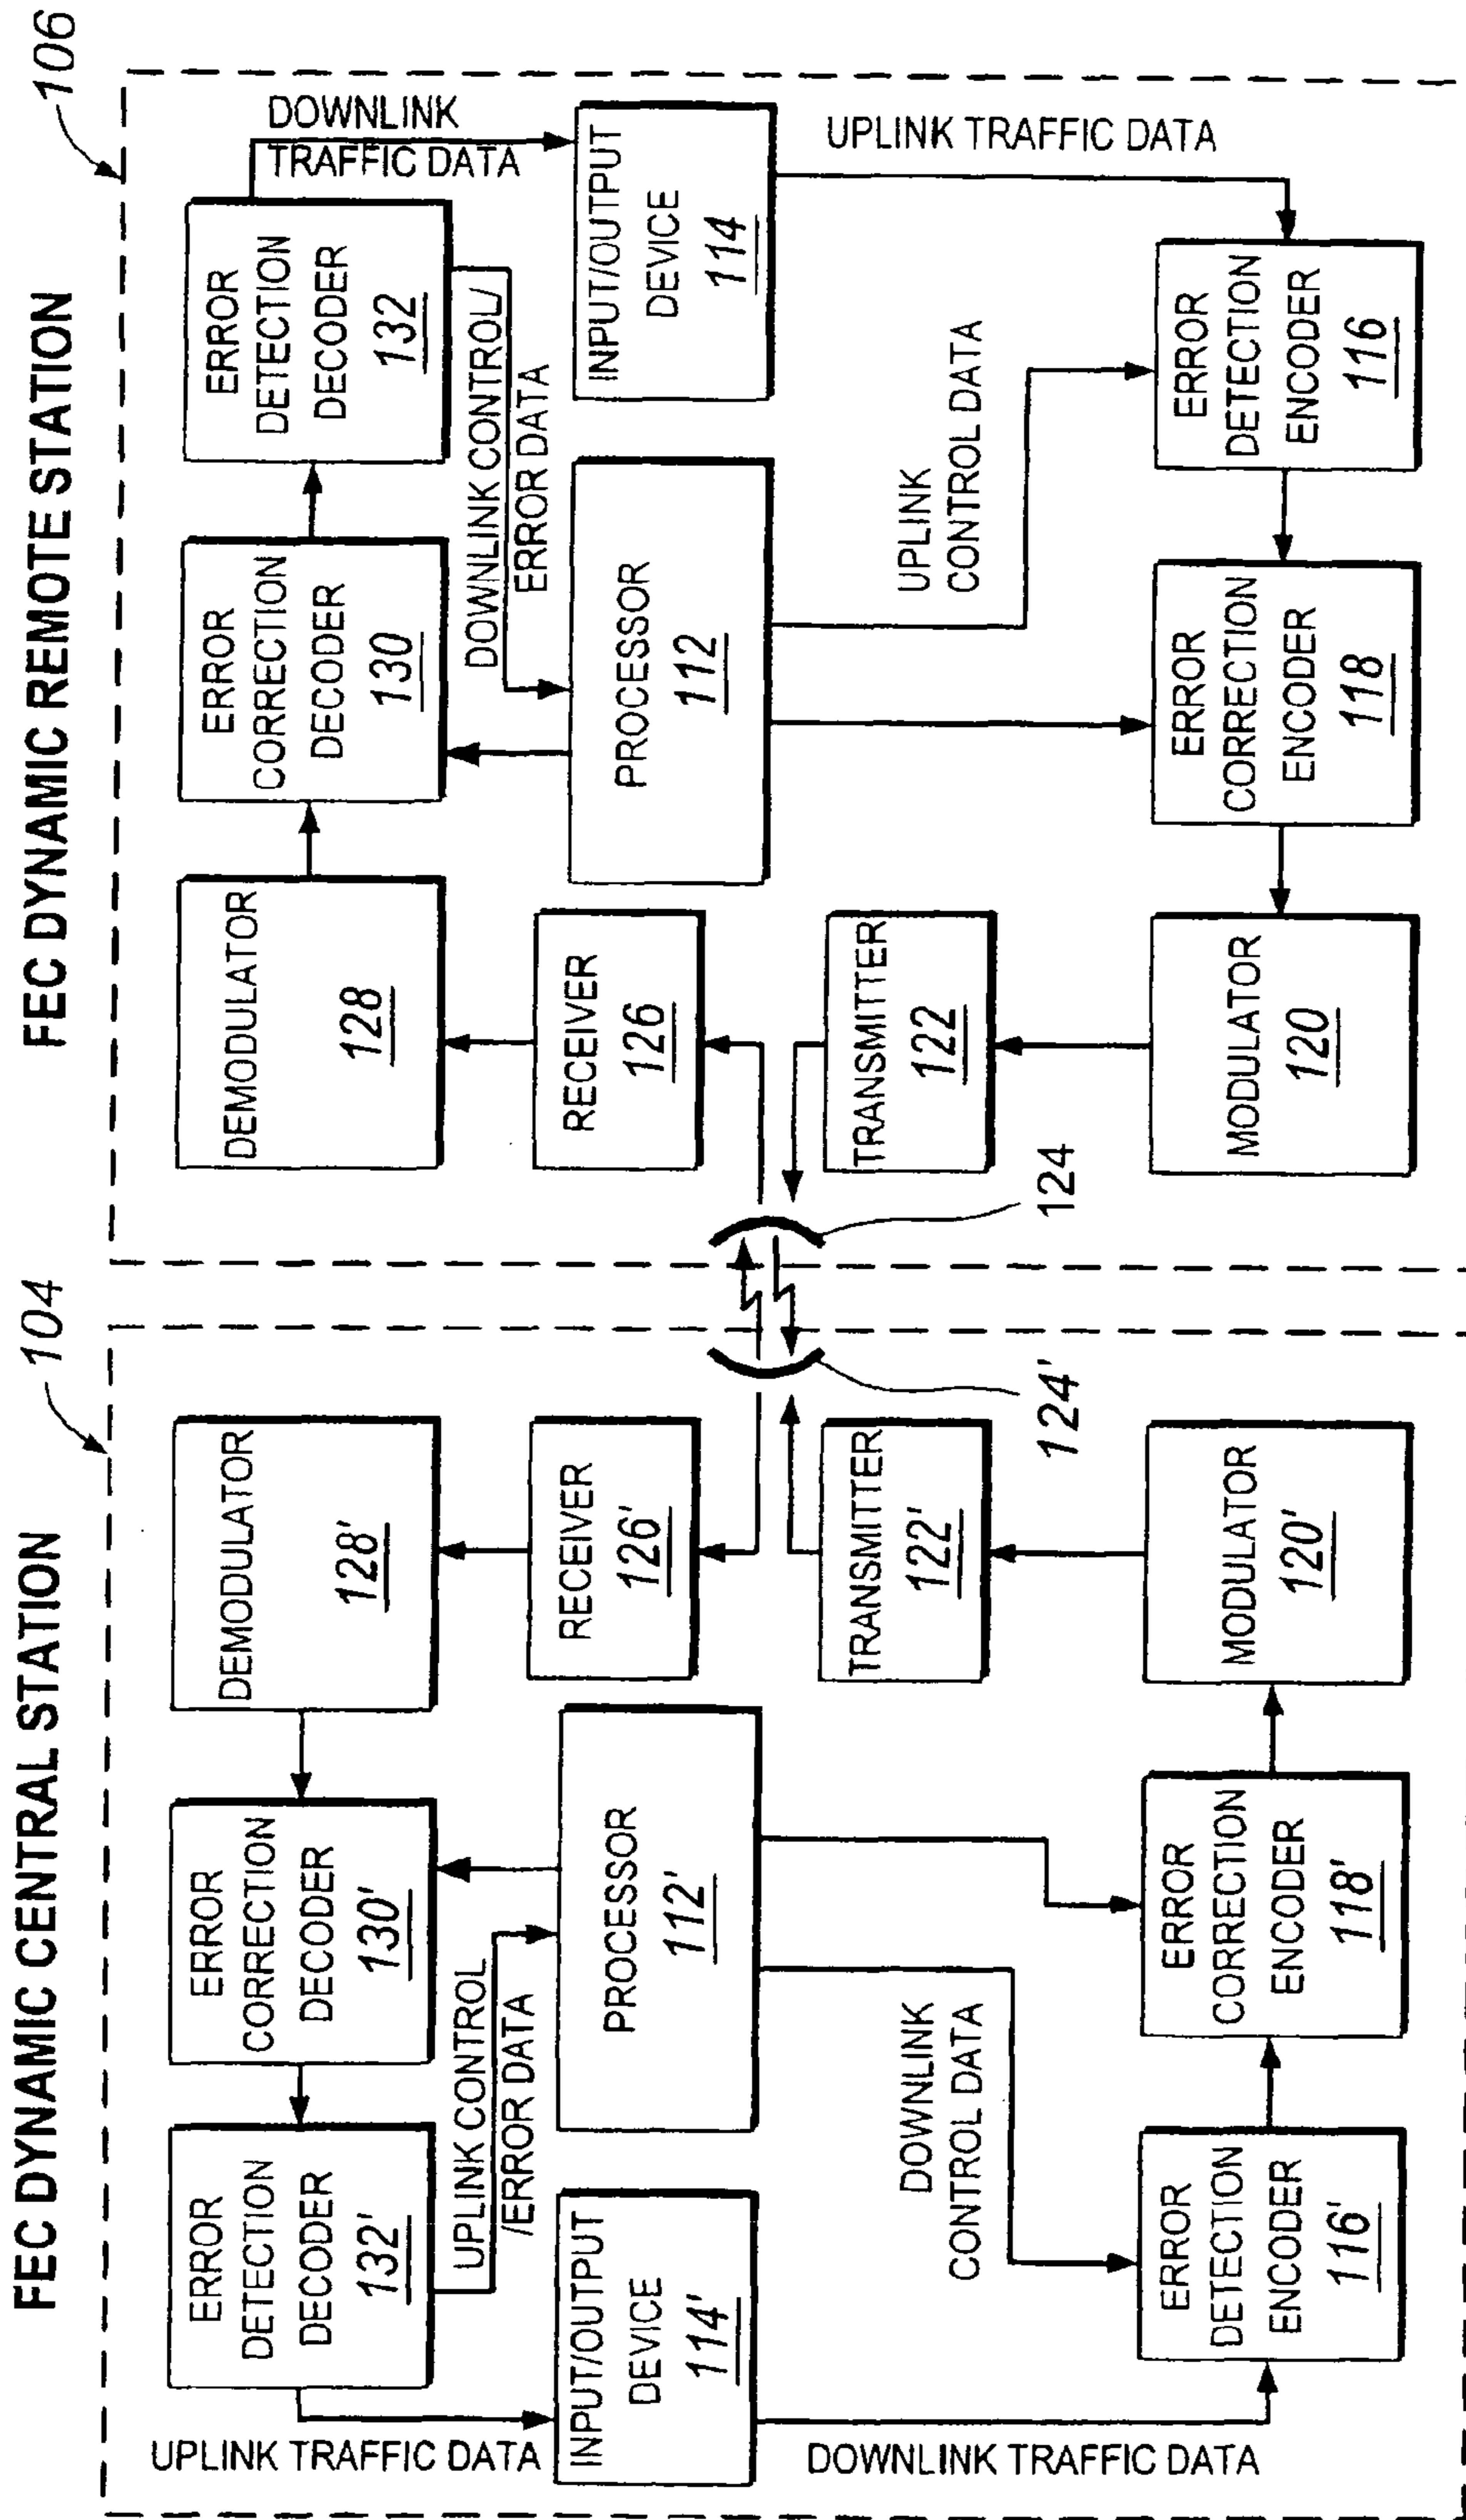 FEC DYNAMIC CENTRAL STATION
104
ERROR
DETECTION
DECODER
132'
ERROR
CORRECTION
DECODER
130'
DEMODULATOR
128'
UPLINK TRAFFIC DATA
UPLINK CONTROL
/ERROR DATA
INPUT/OUTPUT
DEVICE
114'
PROCESSOR
112'
RECEIVER
126'
DOWNLINK TRAFFIC DATA
DOWNLINK
CONTROL DATA
TRANSMITTER
122'
124'
ERROR
DETECTION
ENCODER
116'
ERROR
CORRECTION
ENCODER
118'
MODULATOR
120'
FEC DYNAMIC REMOTE STATION
106
DEMODULATOR
128
ERROR
CORRECTION
DECODER
130
ERROR
DETECTION
DECODER
132
DOWNLINK
TRAFFIC DATA
DOWNLINK CONTROL/
ERROR DATA
RECEIVER
126
PROCESSOR
112
INPUT/OUTPUT
DEVICE
114
124
TRANSMITTER
122
UPLINK
CONTROL DATA
UPLINK TRAFFIC DATA
MODULATOR
120
ERROR
CORRECTION
ENCODER
118
ERROR
DETECTION
ENCODER
116